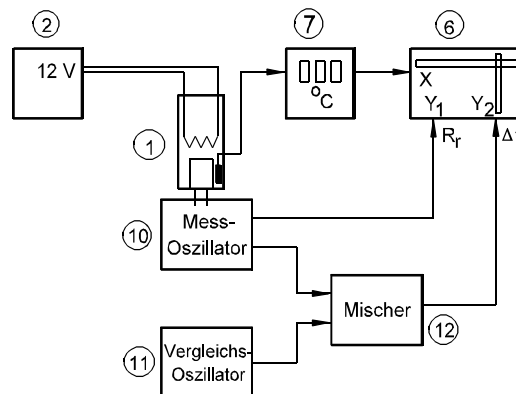 2
7
6
12 V
°C
X
Y1 Y2
Rr
Δ
1
10
Mess-
Oszillator
11
Vergleichs-
Oszillator
Mischer
12